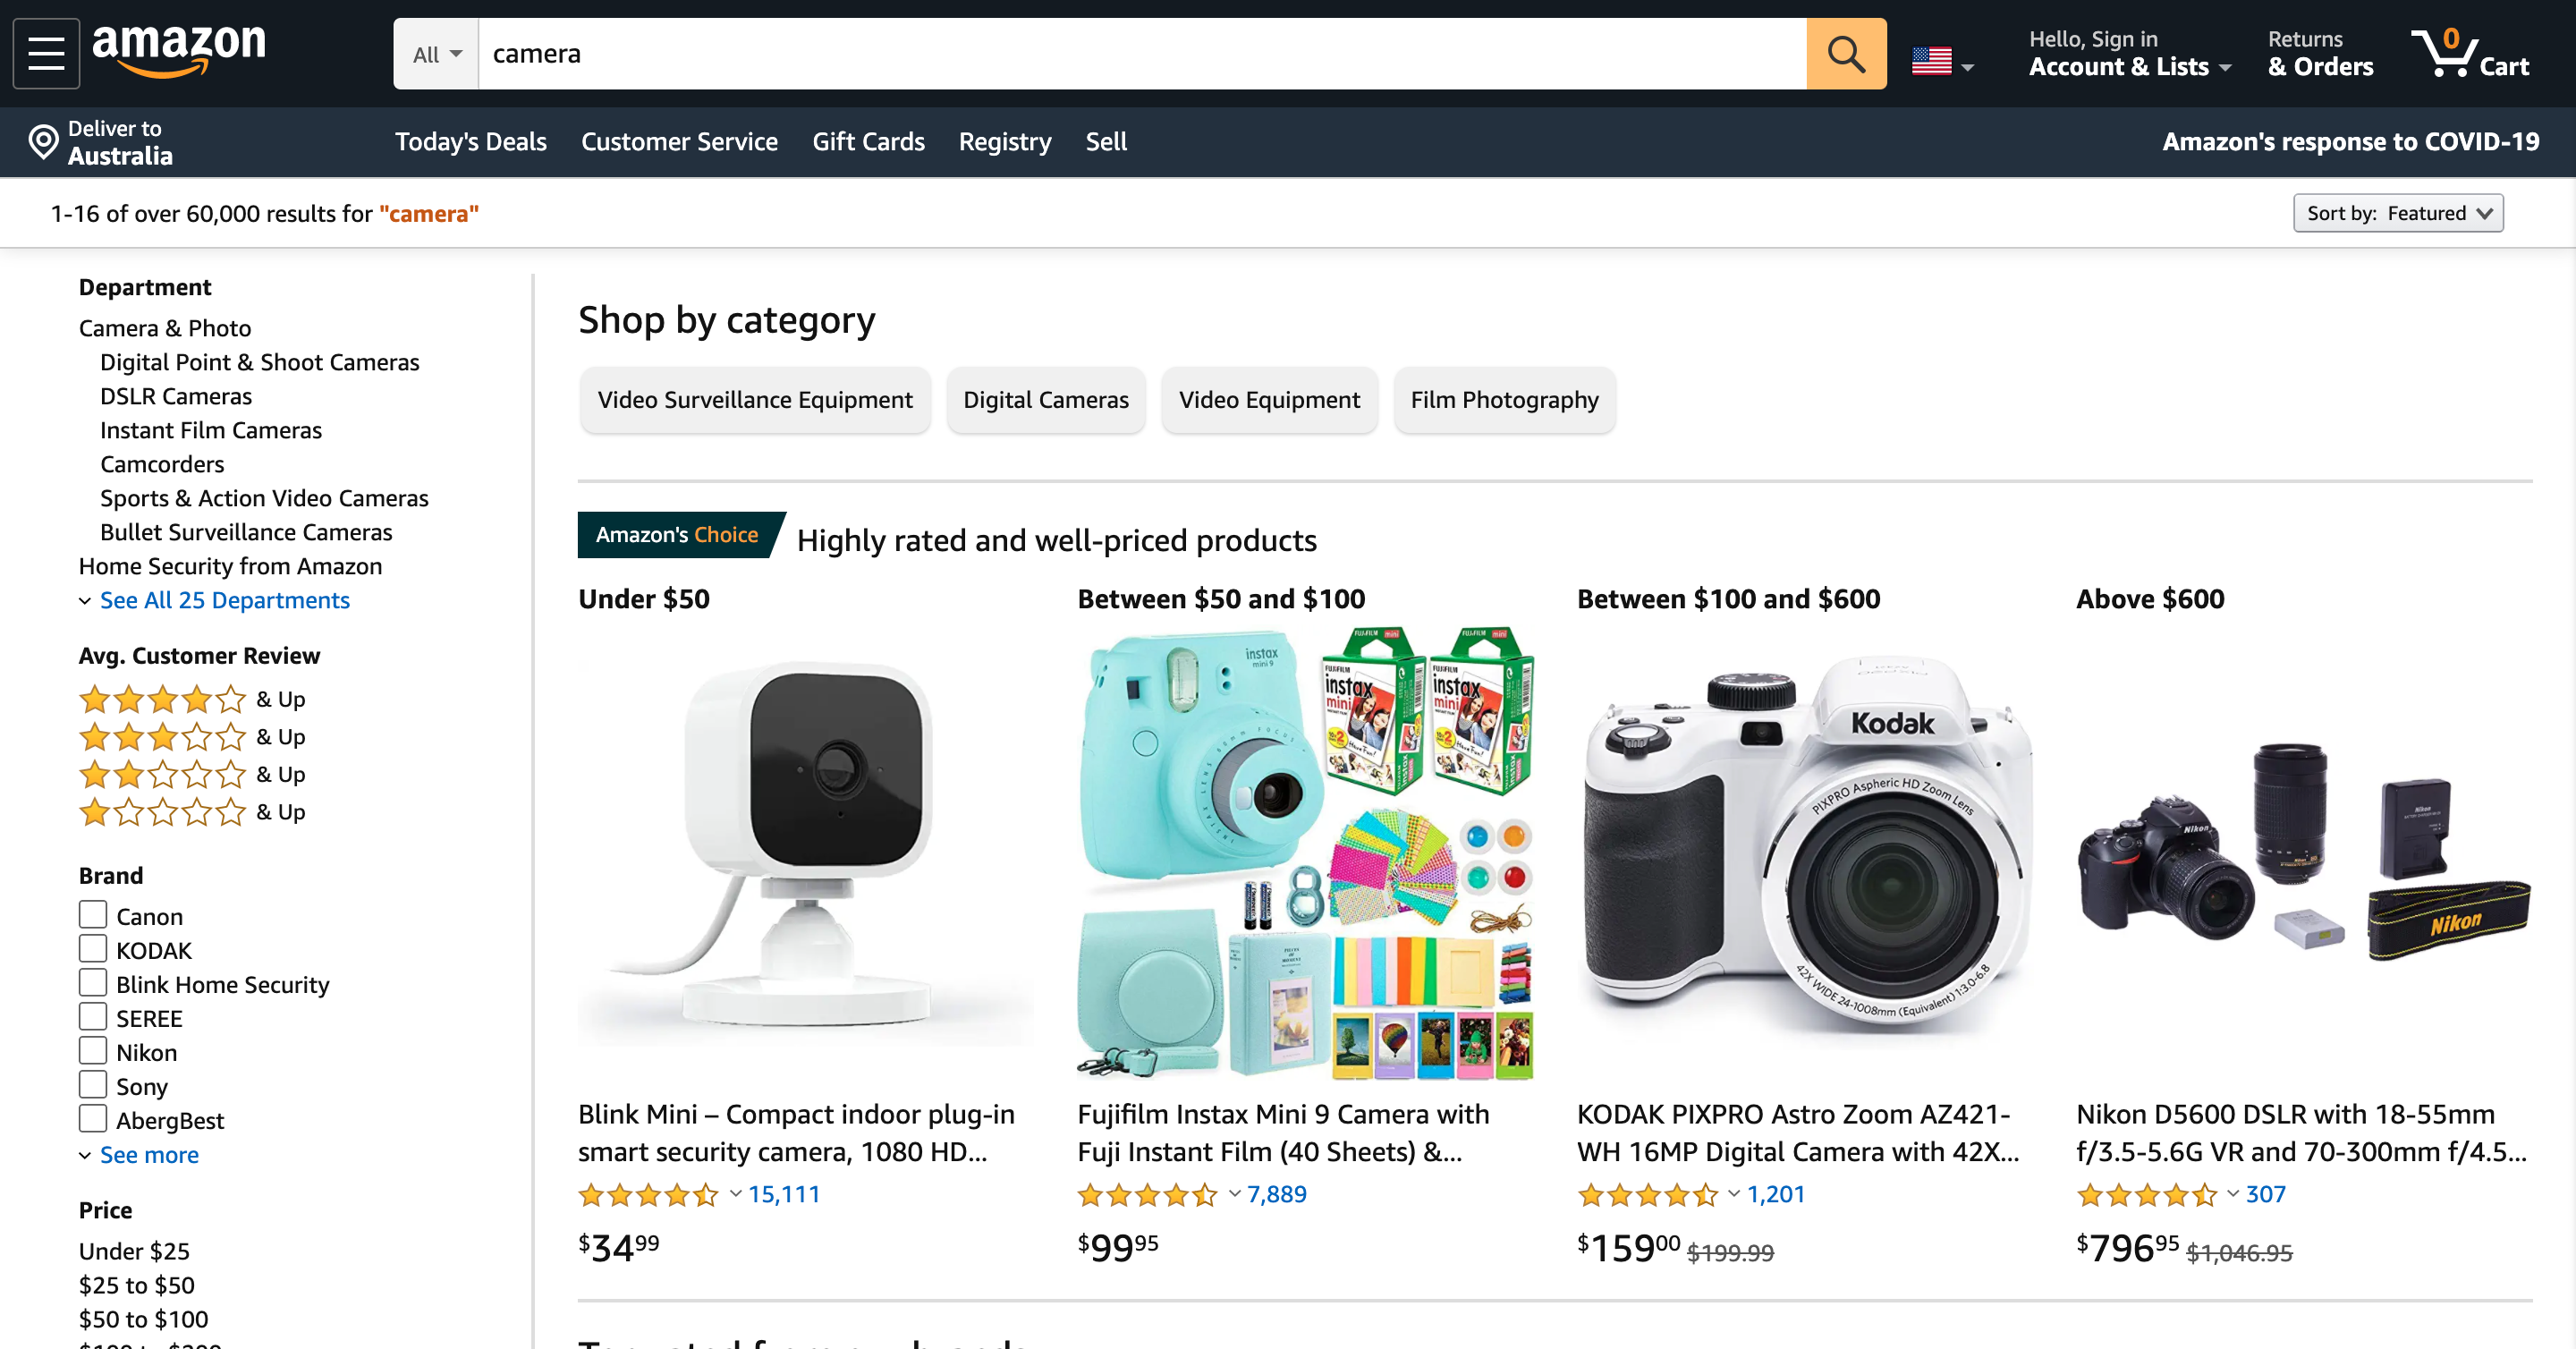 amazon
All
camera
Hello, Sign in
Account & Lists
Returns
& Orders
0
Cart
Deliver to
Australia
Today's Deals
Customer Service
Gift Cards
Registry
Sell
Amazon's response to COVID-19
1-16 of over 60,000 results for "camera"
Sort by: Featured
Department
Camera & Photo
Digital Point & Shoot Cameras
DSLR Cameras
Instant Film Cameras
Camcorders
Sports & Action Video Cameras
Bullet Surveillance Cameras
Home Security from Amazon
See All 25 Departments
Avg. Customer Review
& Up
& Up
& Up
& Up
Brand
Canon
KODAK
Blink Home Security
SEREE
Nikon
Sony
AbergBest
See more
Price
Under $25
$25 to $50
$50 to $100
Shop by category
Video Surveillance Equipment
Digital Cameras
Video Equipment
Film Photography
Amazon's Choice
Highly rated and well-priced products
Under $50
Blink Mini – Compact indoor plug-in
smart security camera, 1080 HD...
15,111
$3499
Between $50 and $100
instax
mini 9
FUJIFILM
instax
mini
FUJIFILM
instax
mini
Fujifilm Instax Mini 9 Camera with
Fuji Instant Film (40 Sheets) &...
7,889
$9995
Between $100 and $600
Kodak
PIXPRO Aspheric HD Zoom Lens
42X WIDE 24-1008mm (Equivalent) 1:3.0-6.8
KODAK PIXPRO Astro Zoom AZ421-
WH 16MP Digital Camera with 42X...
1,201
$15900 $199.99
Above $600
Nikon
Nikon
Nikon D5600 DSLR with 18-55mm
f/3.5-5.6G VR and 70-300mm f/4.5...
307
$79695 $1,046.95